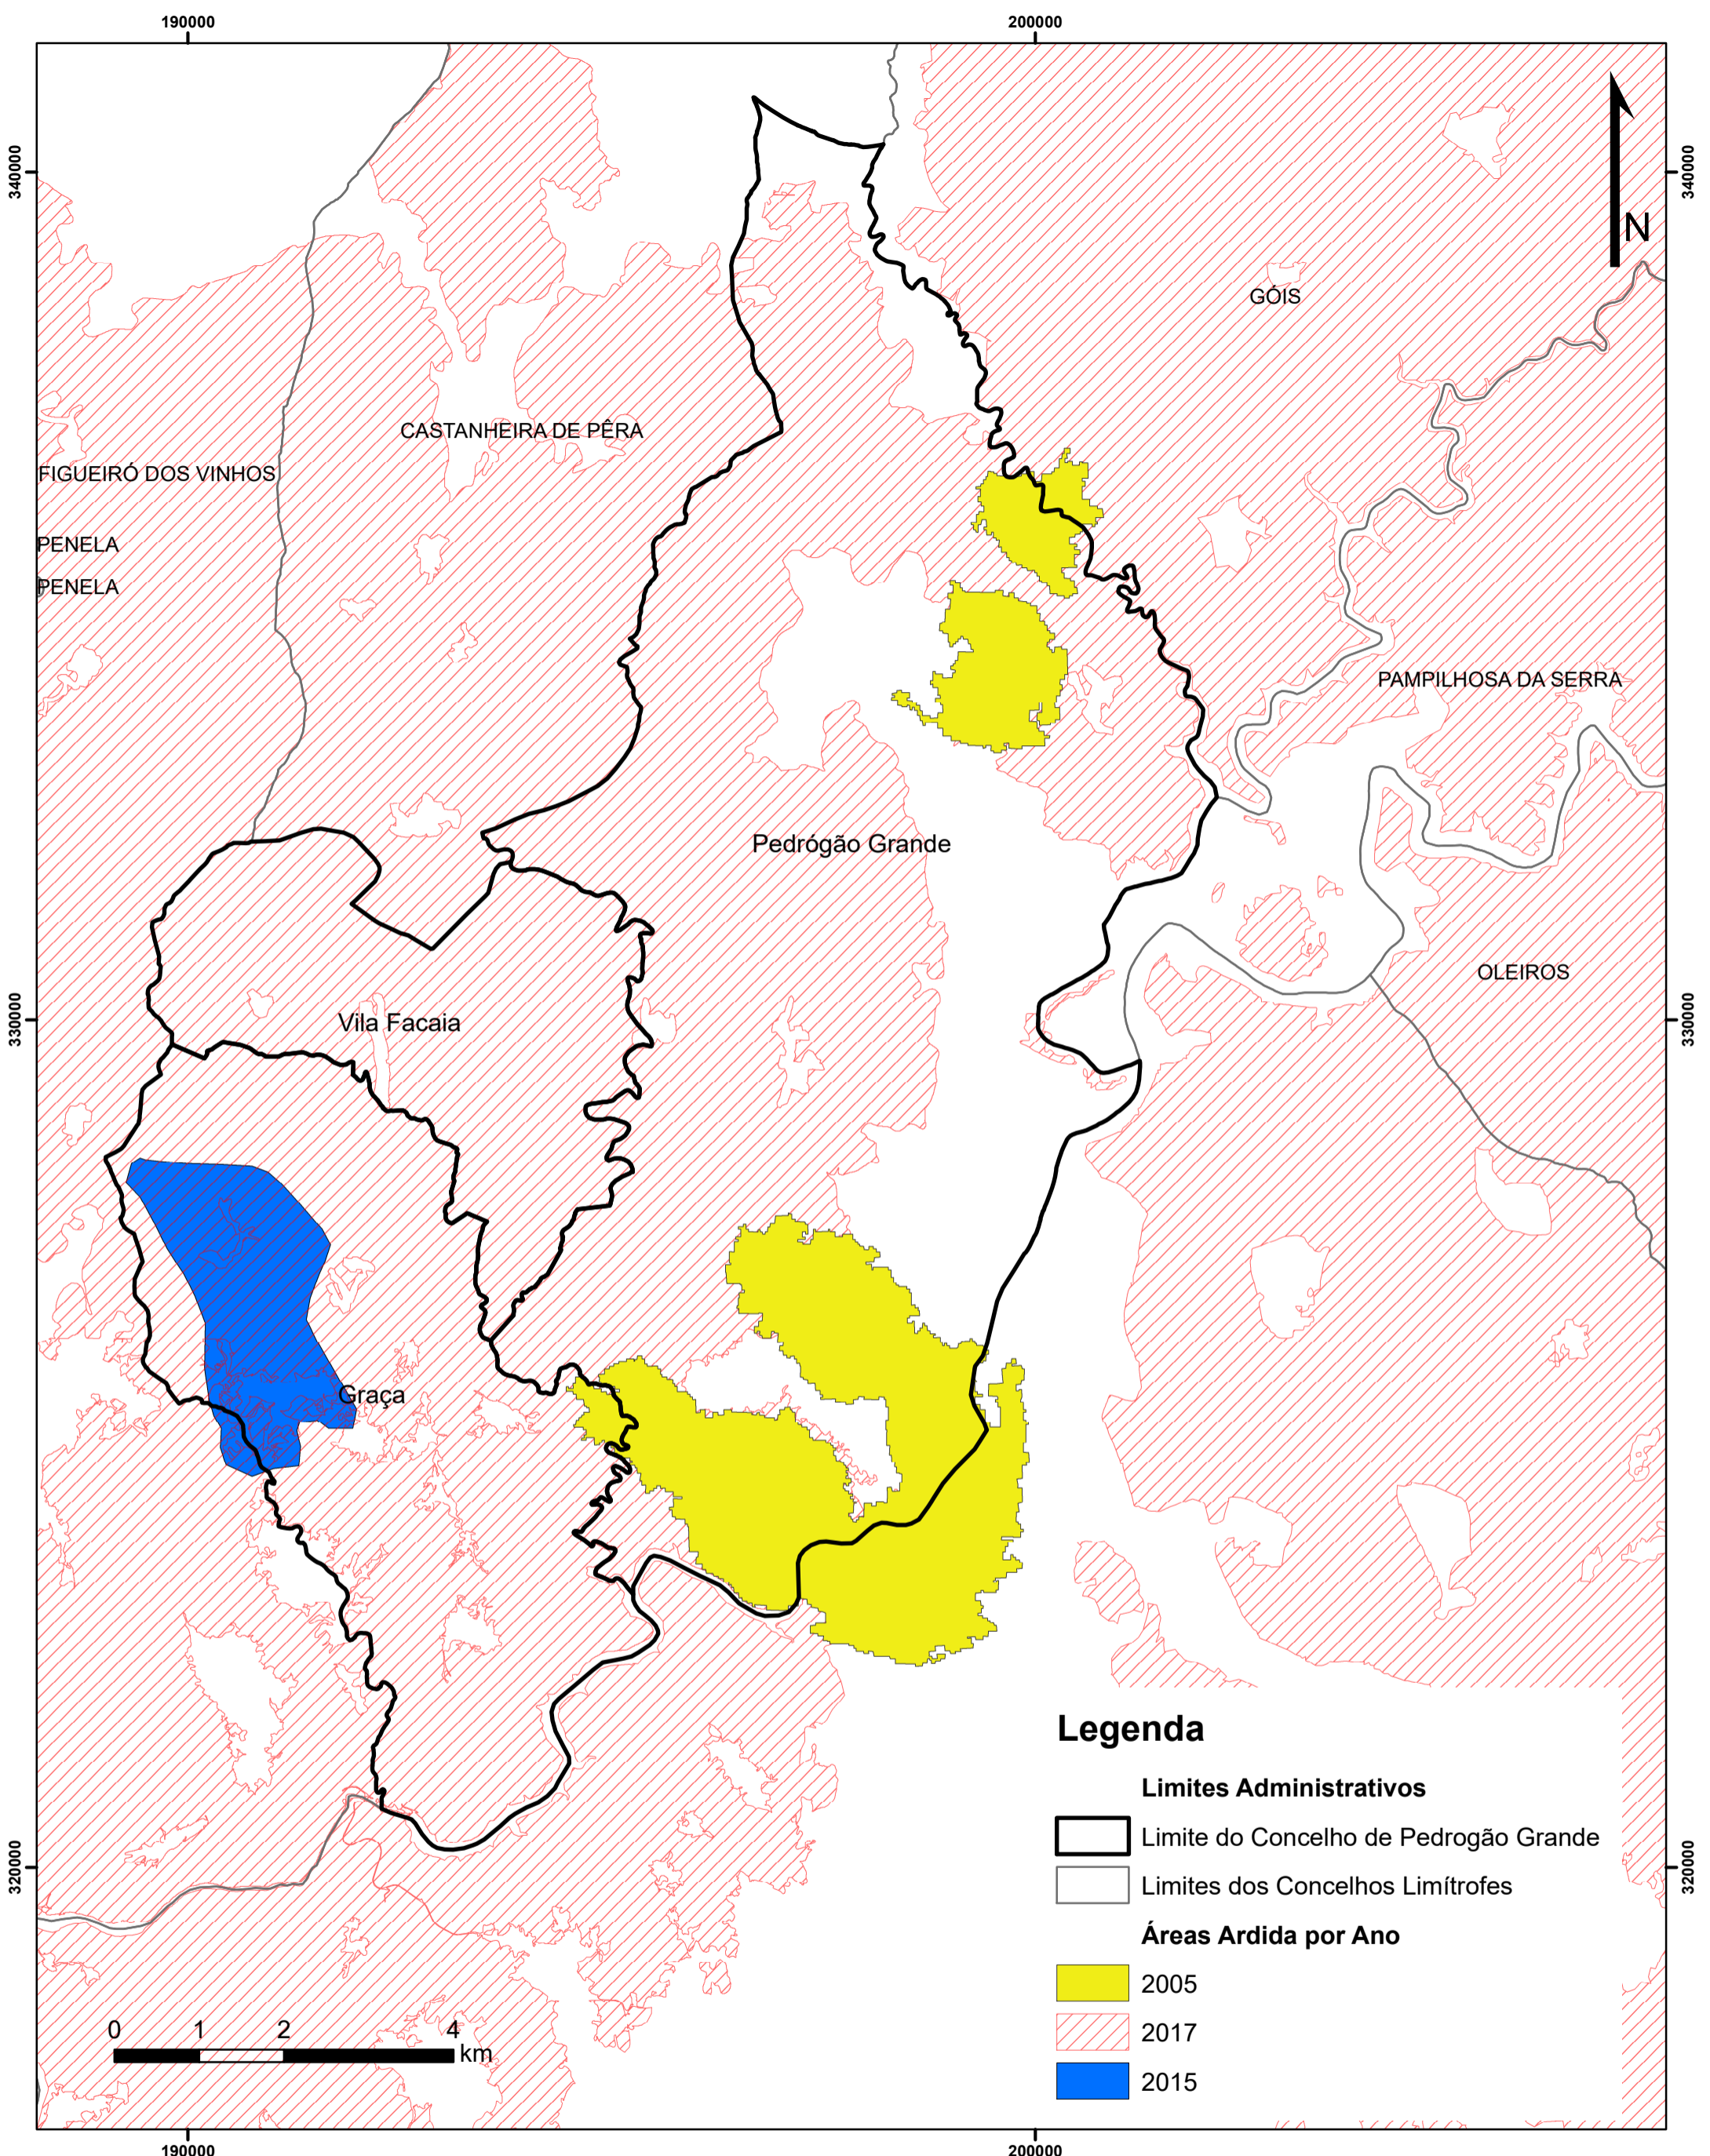 190000
200000
340000
340000
N
GÓIS
CASTANHEIRA DE PÊRA
FIGUEIRÓ DOS VINHOS
PENELA
PENELA
PAMPILHOSA DA SERRA
Pedrógão Grande
OLEIROS
Vila Facaia
330000
330000
Graça
Legenda
Limites Administrativos
Limite do Concelho de Pedrogão Grande
320000
320000
Limites dos Concelhos Limítrofes
Áreas Ardida por Ano
2005
2017
2015
0 1 2 4
km
190000
200000